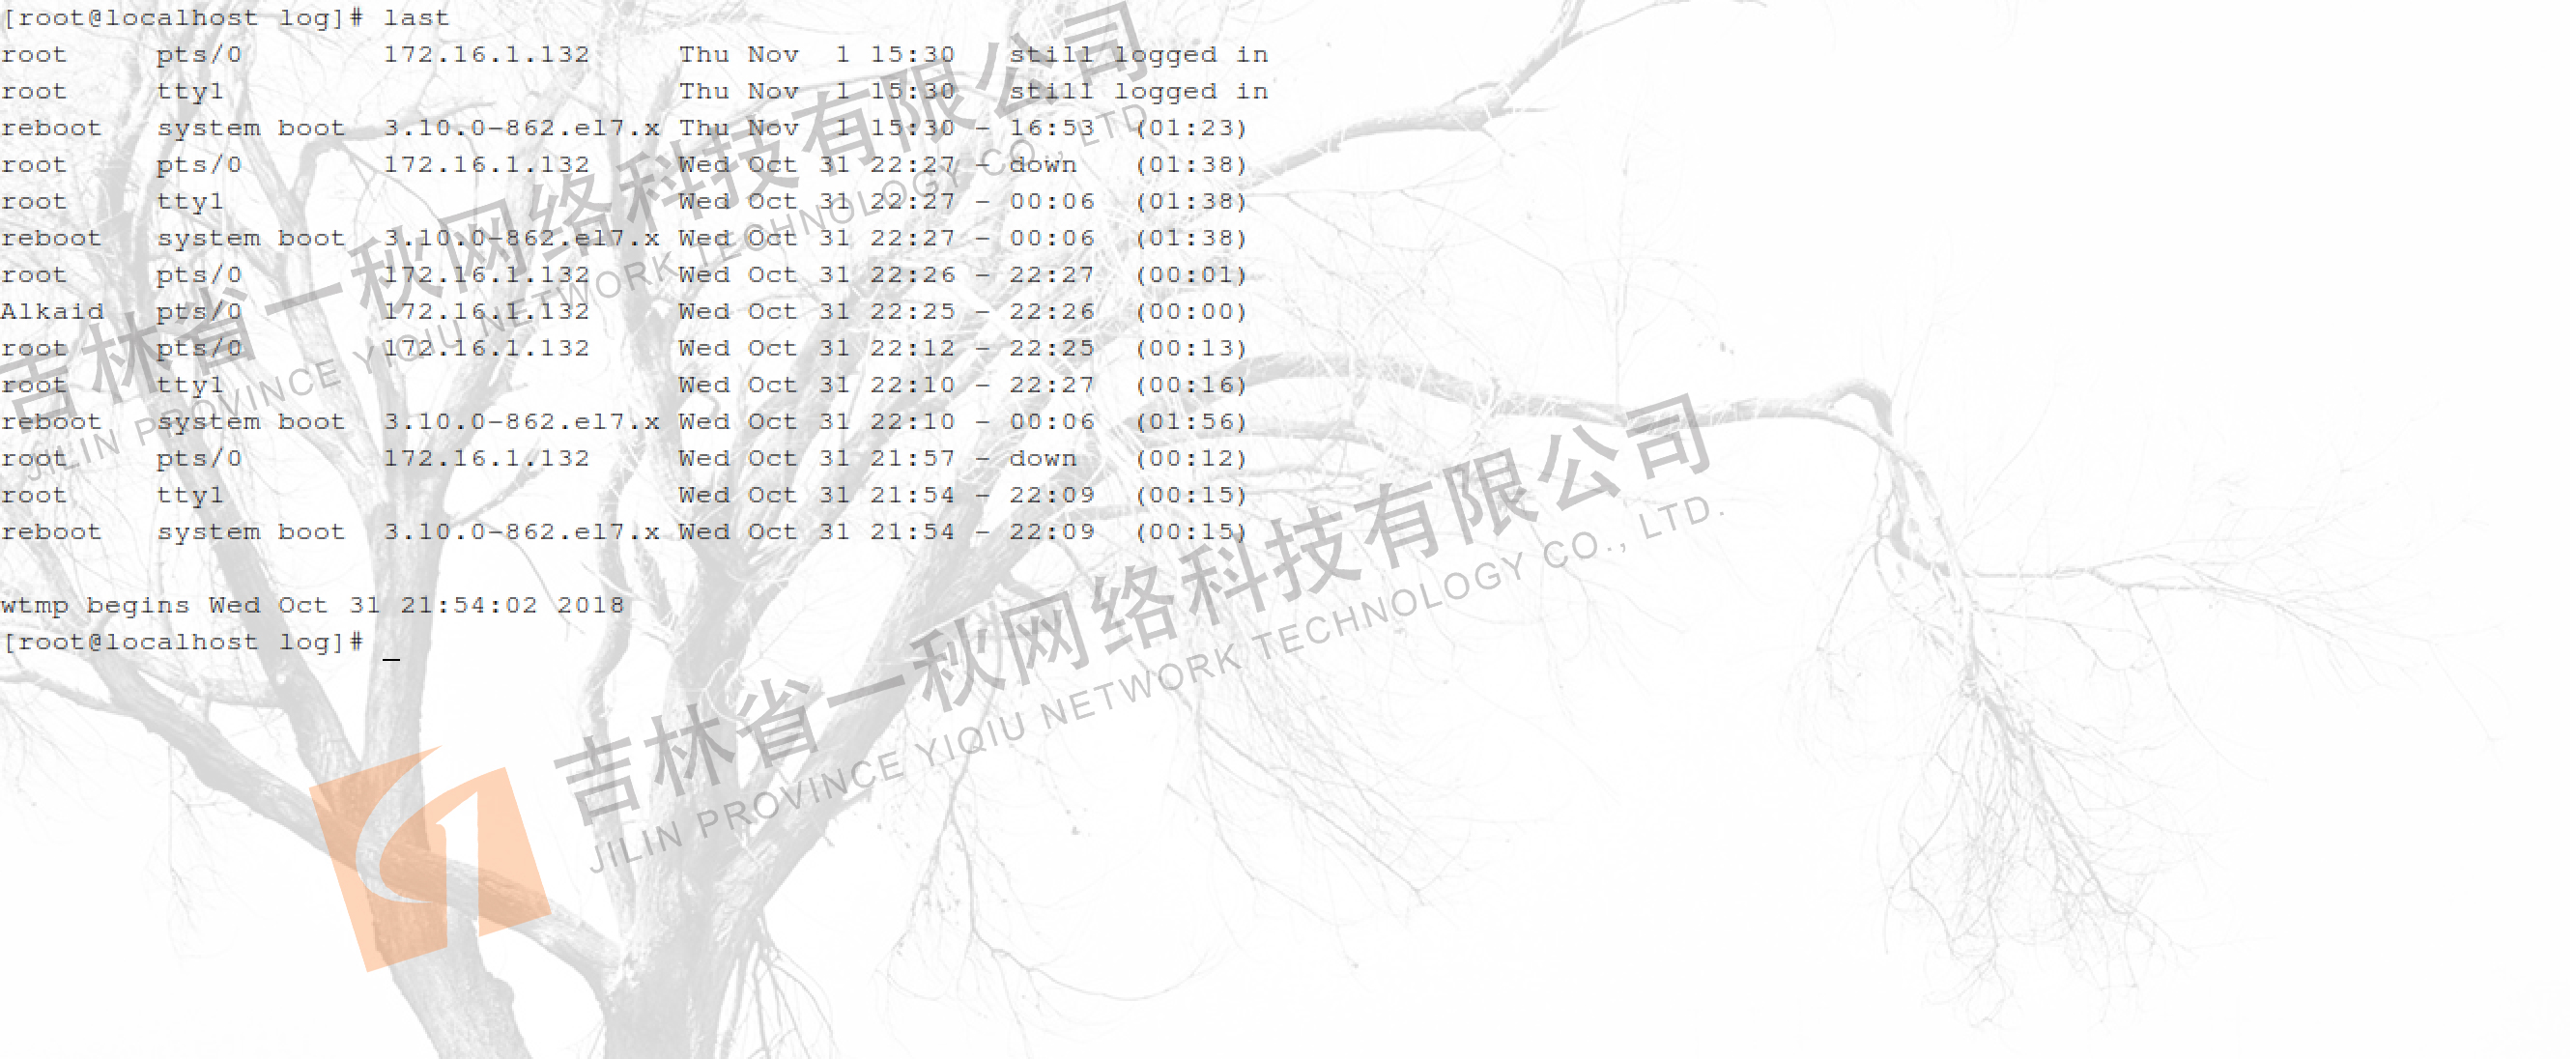 [root@localhost log]# last
root     pts/0        172.16.1.132     Thu Nov  1 15:30   still logged in
root     tty1                          Thu Nov  1 15:30   still logged in
reboot   system boot  3.10.0-862.el7.x Thu Nov  1 15:30 - 16:53  (01:23)
root     pts/0        172.16.1.132     Wed Oct 31 22:27 - down   (01:38)
root     tty1                          Wed Oct 31 22:27 - 00:06  (01:38)
reboot   system boot  3.10.0-862.el7.x Wed Oct 31 22:27 - 00:06  (01:38)
root     pts/0        172.16.1.132     Wed Oct 31 22:26 - 22:27  (00:01)
Alkaid   pts/0        172.16.1.132     Wed Oct 31 22:25 - 22:26  (00:00)
root     pts/0        172.16.1.132     Wed Oct 31 22:12 - 22:25  (00:13)
root     tty1                          Wed Oct 31 22:10 - 22:27  (00:16)
reboot   system boot  3.10.0-862.el7.x Wed Oct 31 22:10 - 00:06  (01:56)
root     pts/0        172.16.1.132     Wed Oct 31 21:57 - down   (00:12)
root     tty1                          Wed Oct 31 21:54 - 22:09  (00:15)
reboot   system boot  3.10.0-862.el7.x Wed Oct 31 21:54 - 22:09  (00:15)
wtmp begins Wed Oct 31 21:54:02 2018
[root@localhost log]# _
吉林省一秋网络科技有限公司
JILIN PROVINCE YIQIU NETWORK TECHNOLOGY CO., LTD.
吉林省一秋网络科技有限公司
JILIN PROVINCE YIQIU NETWORK TECHNOLOGY CO., LTD.